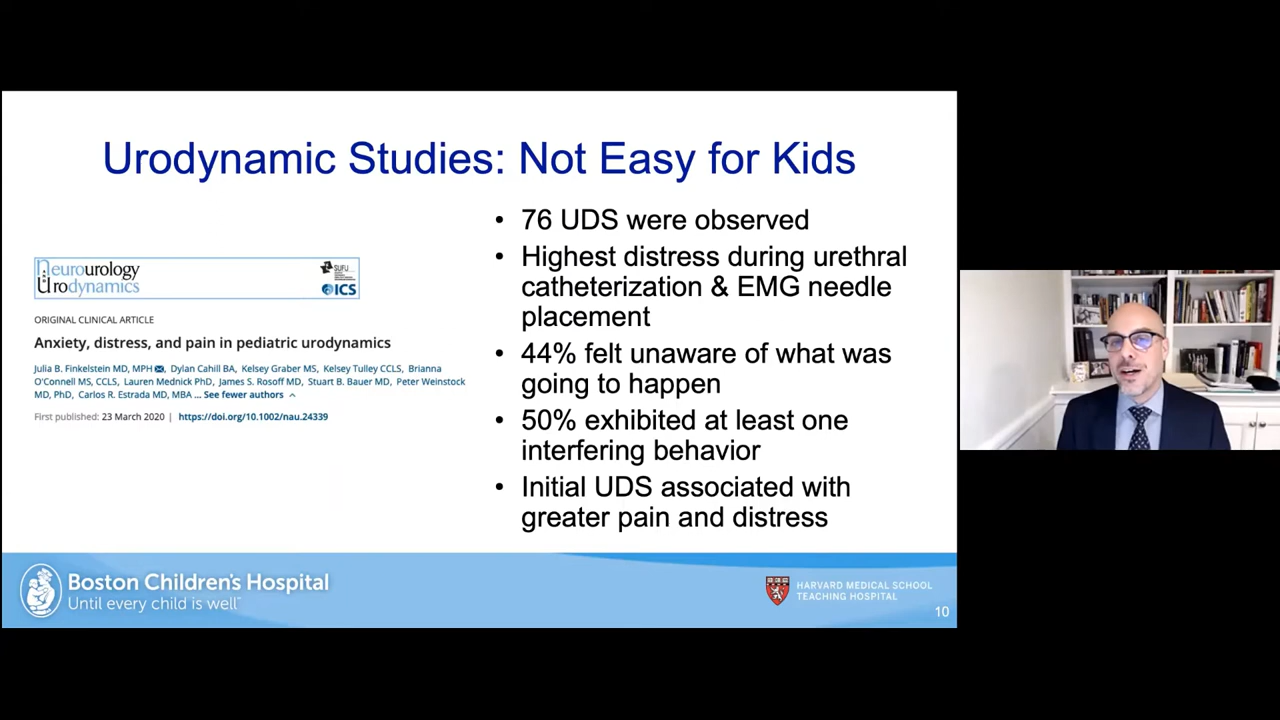 Urodynamic Studies: Not Easy for Kids
Neurourology
Urodynamics
SUFU
ICS
ORIGINAL CLINICAL ARTICLE
Anxiety, distress, and pain in pediatric urodynamics
Julia B. Finkelstein MD, MPH, Dylan Cahill BA, Kelsey Graber MS, Kelsey Tulley CCLS, Brianna
O'Connell MS, CCLS, Lauren Mednick PhD, James S. Rosoff MD, Stuart B. Bauer MD, Peter Weinstock
MD, PhD, Carlos R. Estrada MD, MBA ... See fewer authors
First published: 23 March 2020 | https://doi.org/10.1002/nau.24339
• 76 UDS were observed
• Highest distress during urethral
catheterization & EMG needle
placement
• 44% felt unaware of what was
going to happen
• 50% exhibited at least one
interfering behavior
• Initial UDS associated with
greater pain and distress
Boston Children's Hospital
Until every child is well™
HARVARD MEDICAL SCHOOL
TEACHING HOSPITAL
10